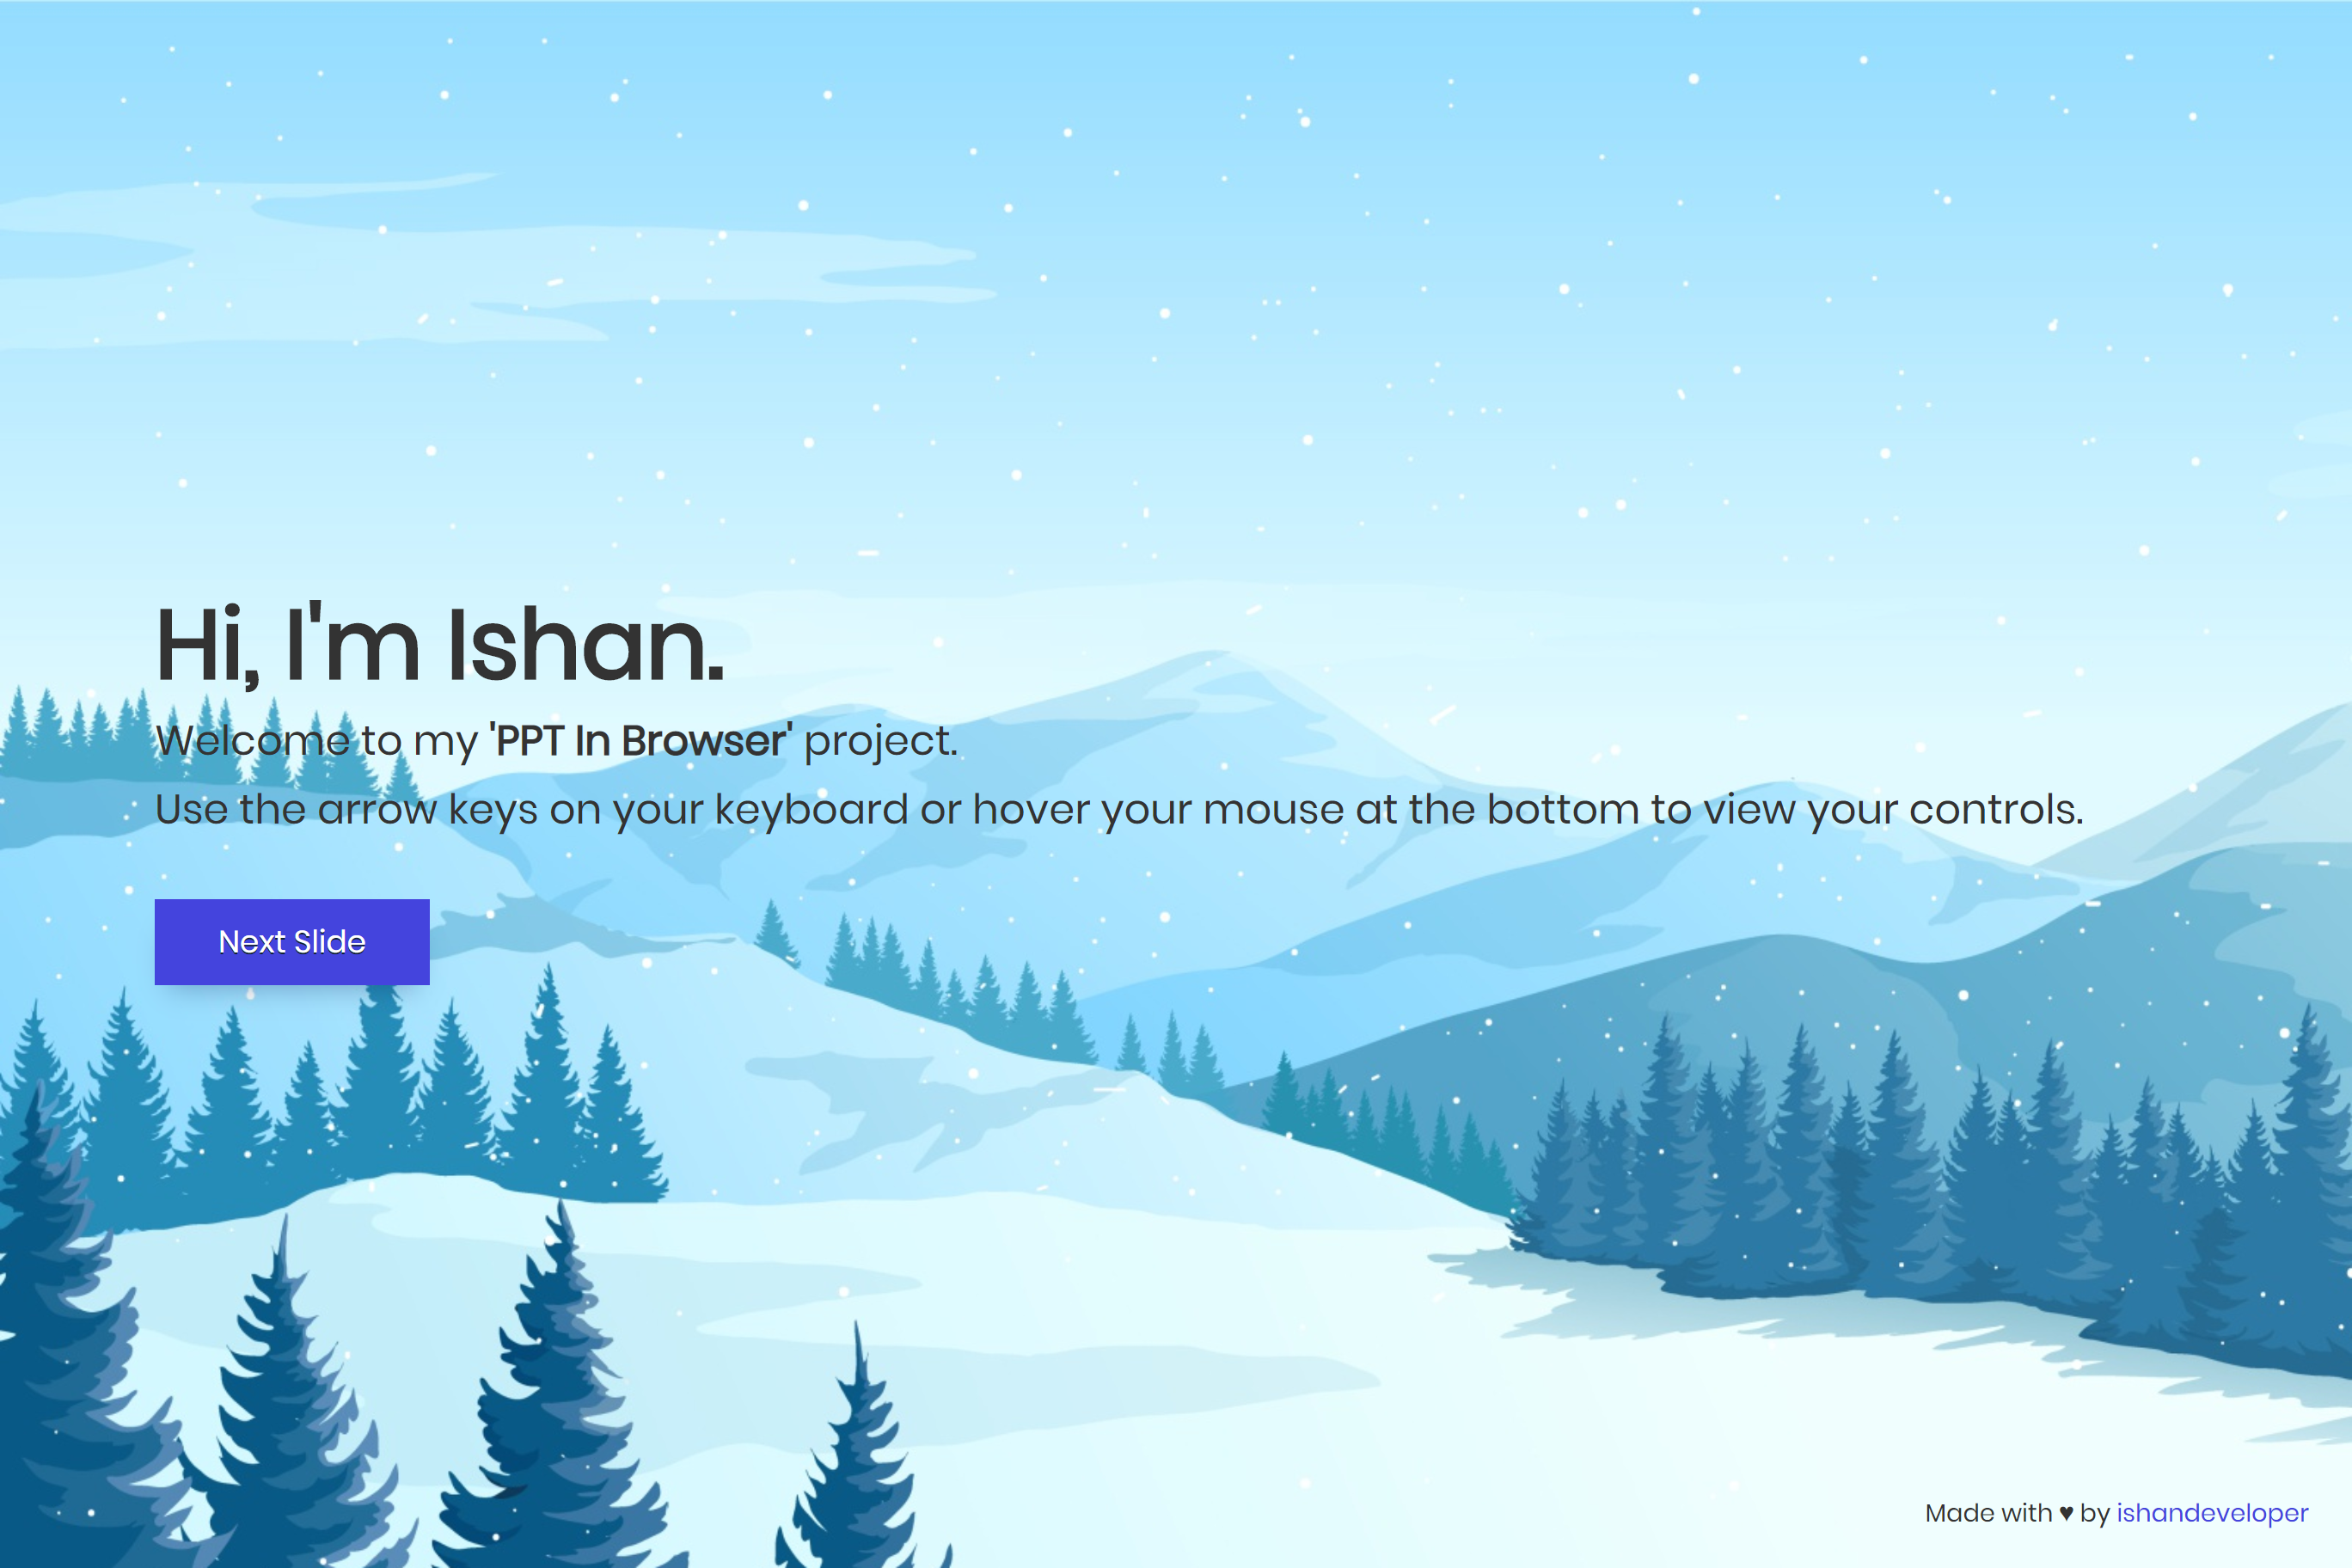 Hi, I'm Ishan.
Welcome to my 'PPT In Browser' project.
Use the arrow keys on your keyboard or hover your mouse at the bottom to view your controls.
Next Slide
Made with ♥ by ishandeveloper